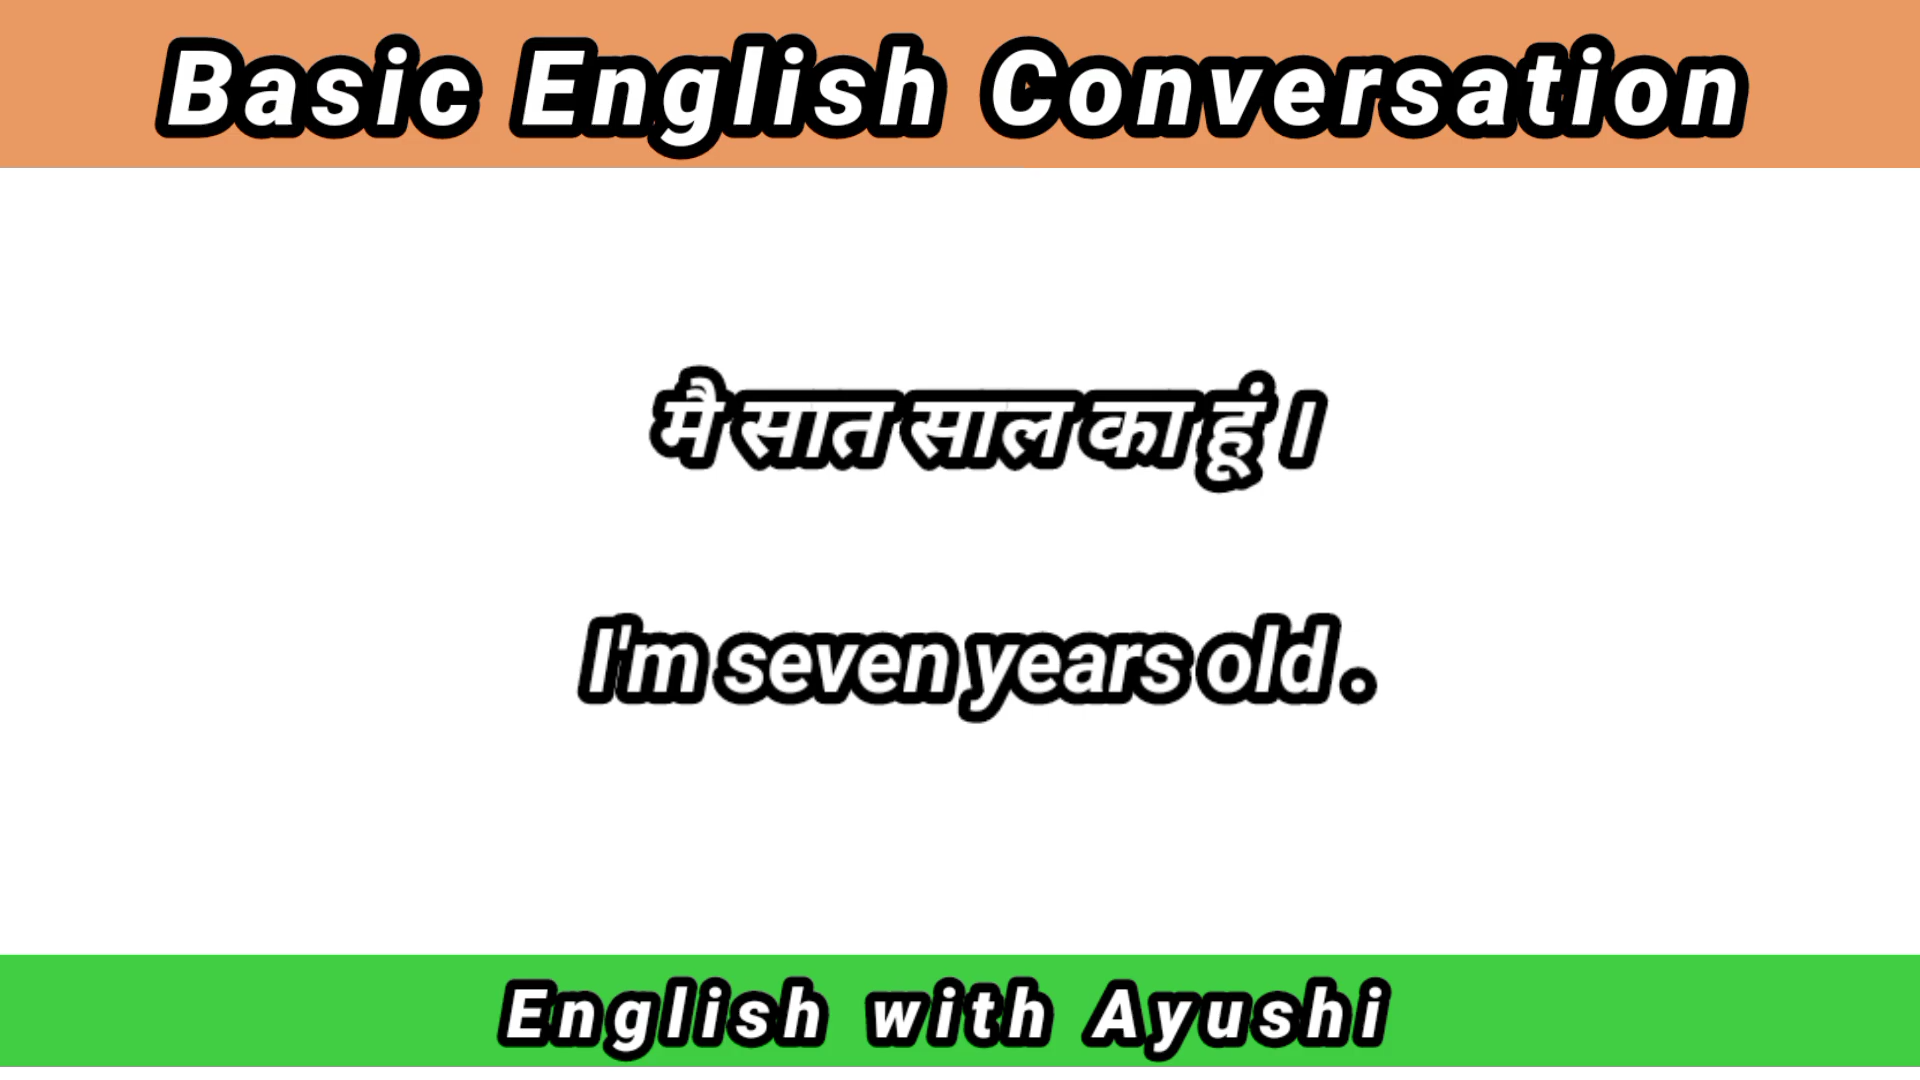 Basic English Conversation
मै सात साल का हूं ।
I'm seven years old.
English with Ayushi